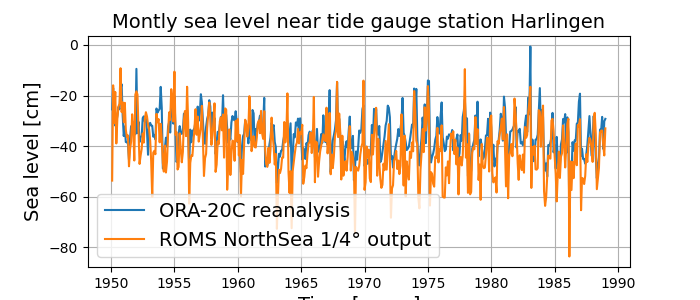 Montly sea level near tide gauge station Harlingen
Sea level [cm]
0
−20
−40
−60
−80
ORA-20C reanalysis
ROMS NorthSea 1/4° output
1950 1955 1960 1965 1970 1975 1980 1985 1990